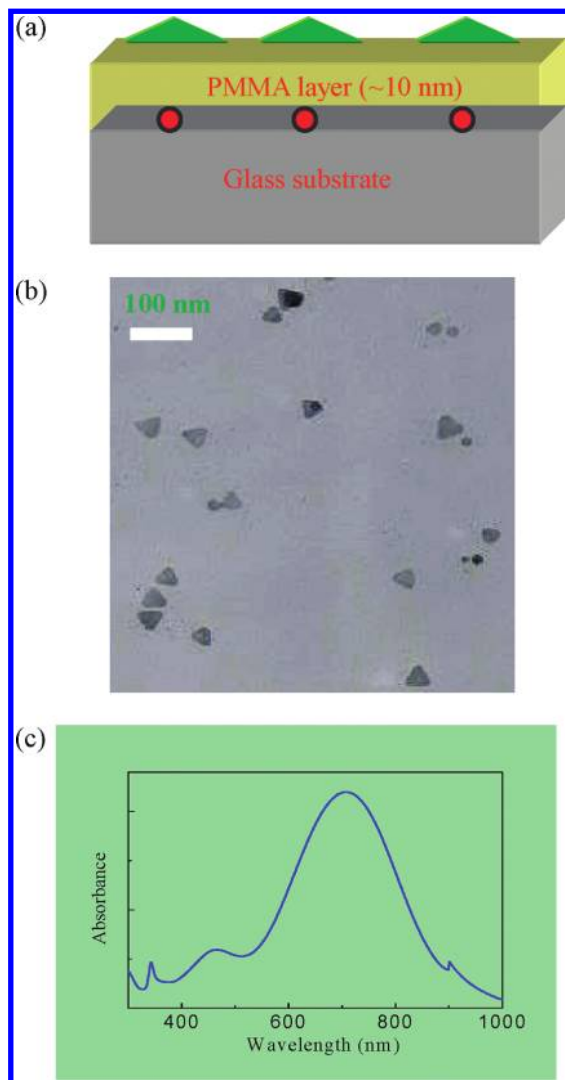 (a)
PMMA layer (~10 nm)
Glass substrate
(b)
100 nm
(c)
Absorbance
400 600 800 1000
Wavelength (nm)